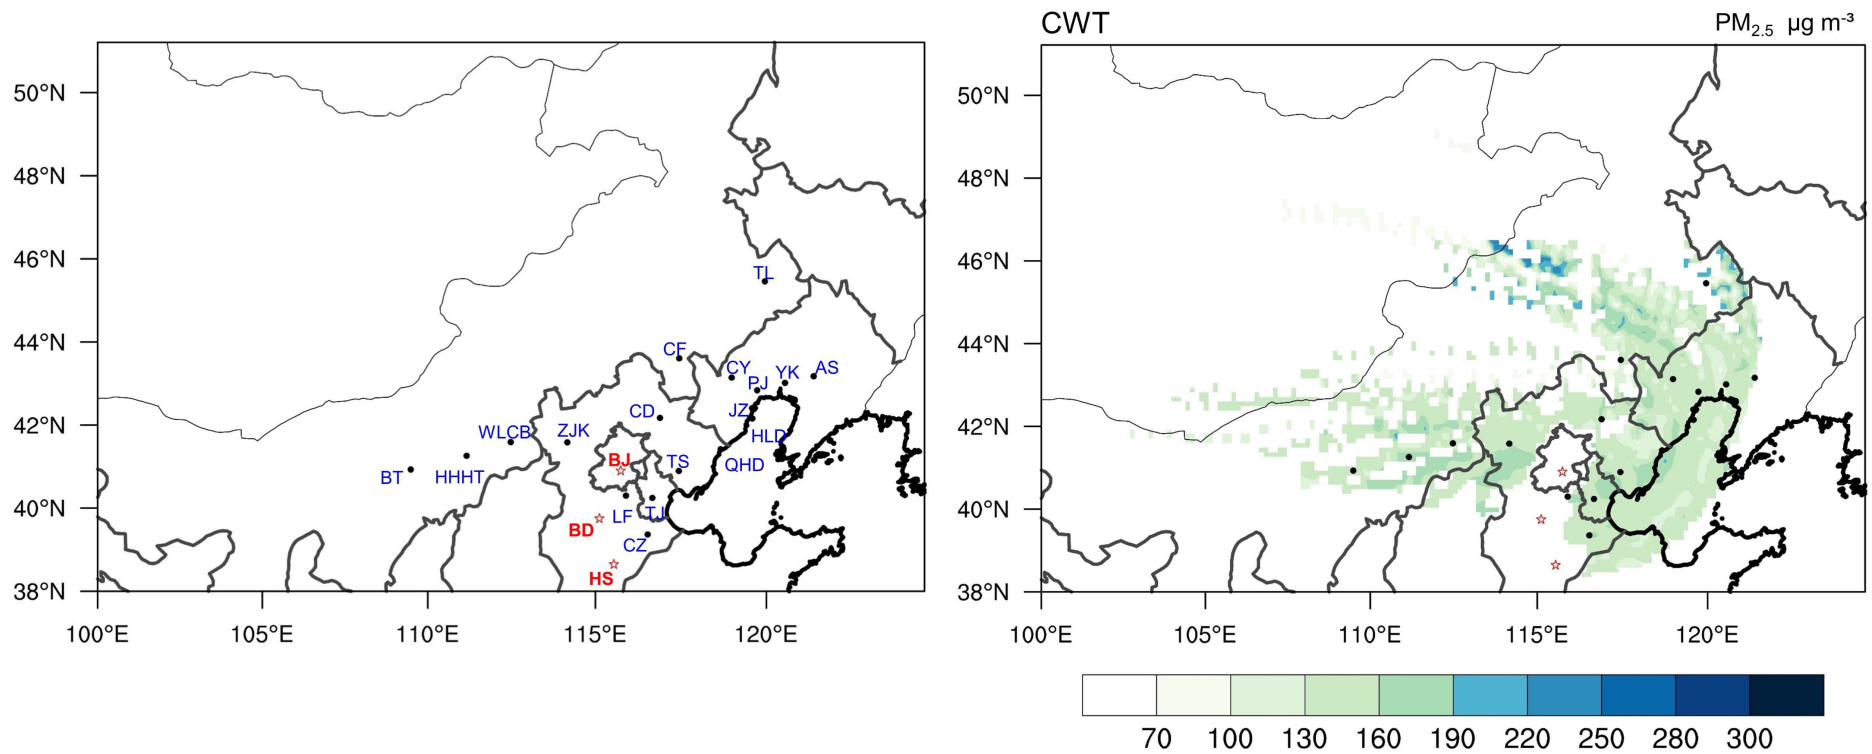 CWT
PM2.5 μg m⁻³
50°N
48°N
46°N
44°N
42°N
40°N
38°N
100°E 105°E 110°E 115°E 120°E
TL
CF
CY
PJ
YK
AS
JZ
CD
HLD
ZJK
WLCB
BJ
TS
QHD
BT
HHHT
LF
TJ
BD
CZ
HS
50°N
48°N
46°N
44°N
42°N
40°N
38°N
100°E 105°E 110°E 115°E 120°E
70 100 130 160 190 220 250 280 300